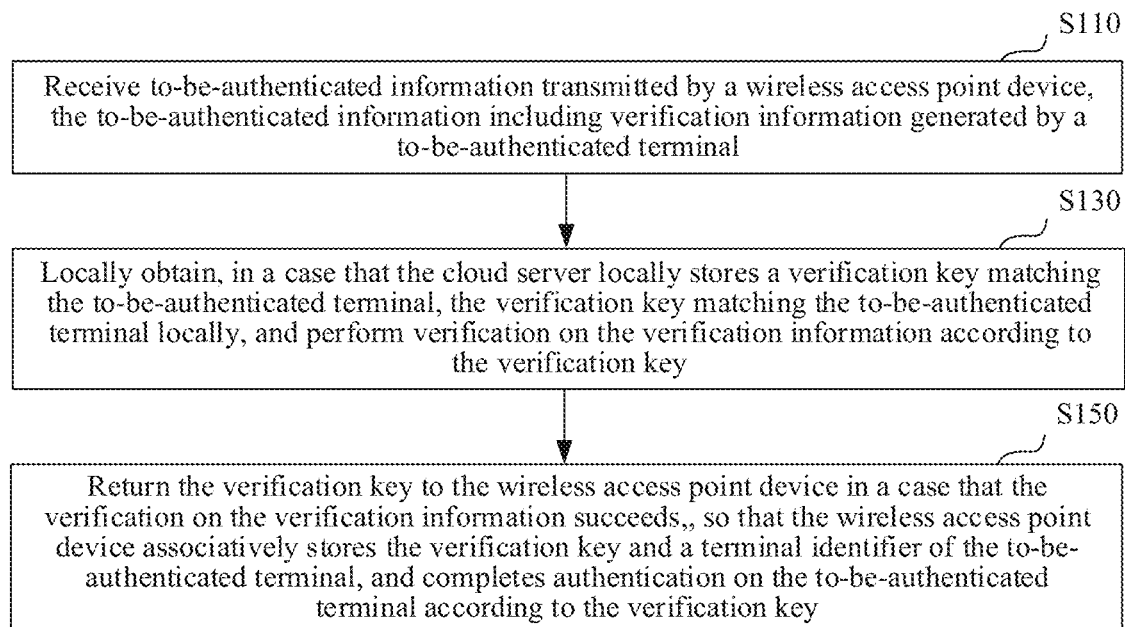 S110
Receive to-be-authenticated information transmitted by a wireless access point device,
the to-be-authenticated information including verification information generated by a
to-be-authenticated terminal
S130
Locally obtain, in a case that the cloud server locally stores a verification key matching
the to-be-authenticated terminal, the verification key matching the to-be-authenticated
terminal locally, and perform verification on the verification information according to
the verification key
S150
Return the verification key to the wireless access point device in a case that the
verification on the verification information succeeds,, so that the wireless access point
device associatively stores the verification key and a terminal identifier of the to-be-
authenticated terminal, and completes authentication on the to-be-authenticated
terminal according to the verification key